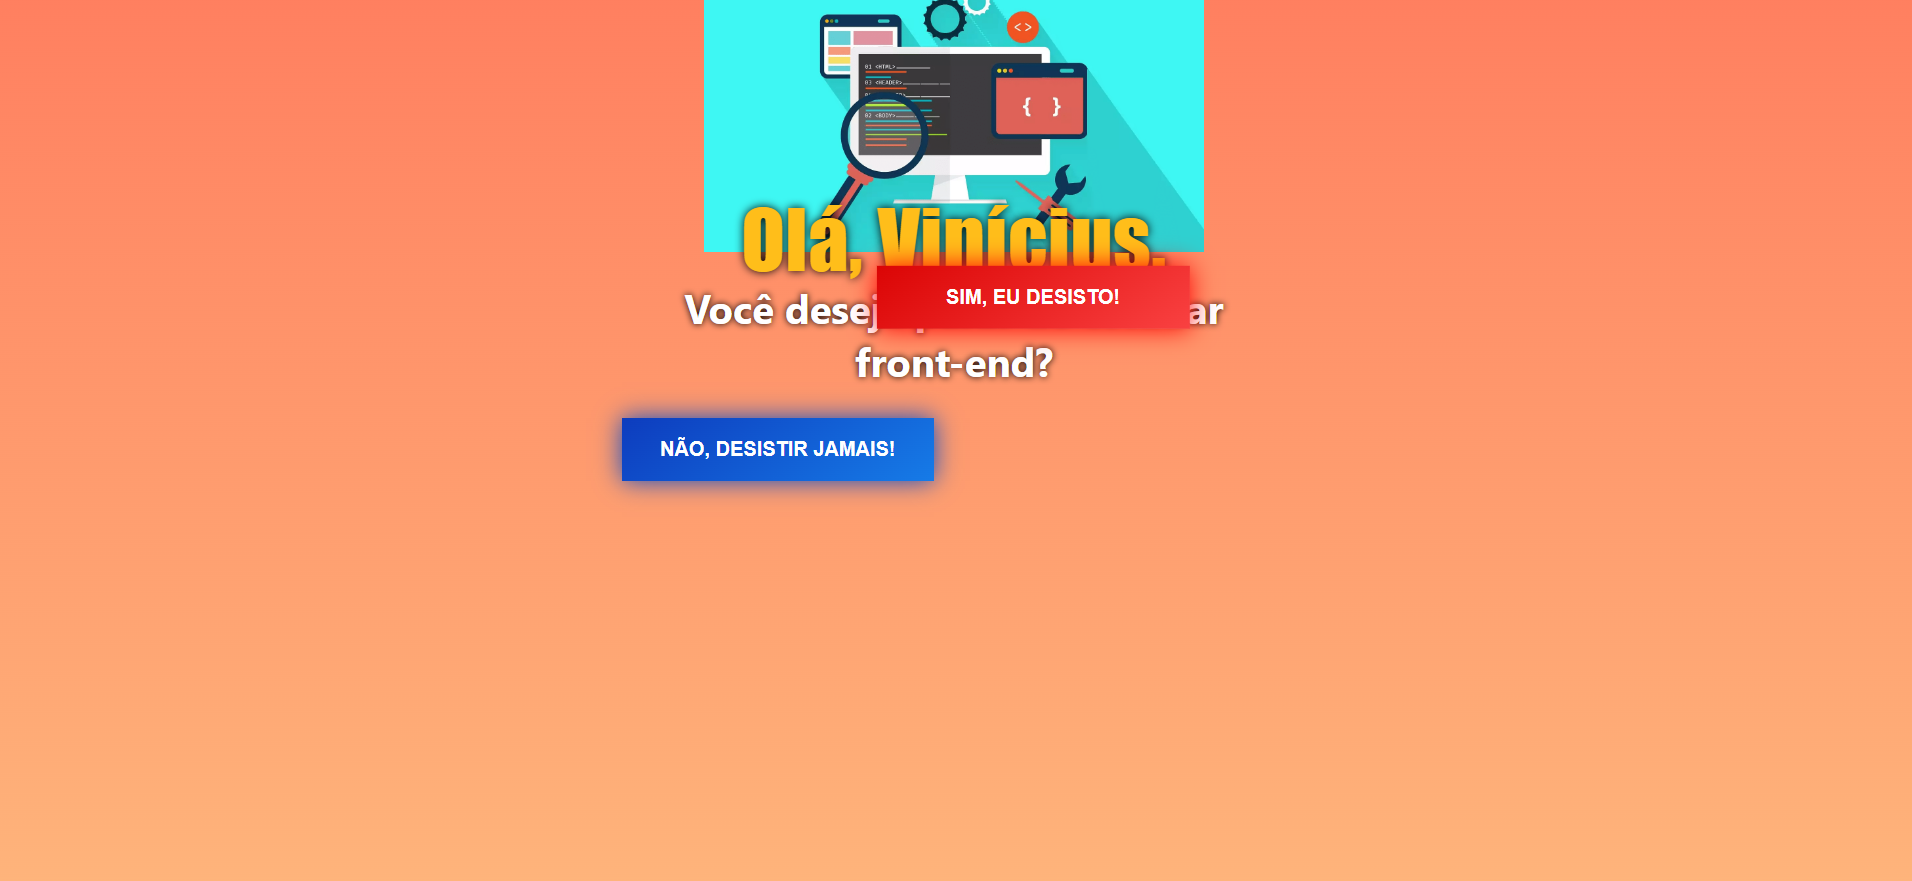 < >
01 <HTML>
03 <HEADER>
{ }
02 <BODY>
Olá, Vinícius.
SIM, EU DESISTO!
Você desej ar
front-end?
NÃO, DESISTIR JAMAIS!